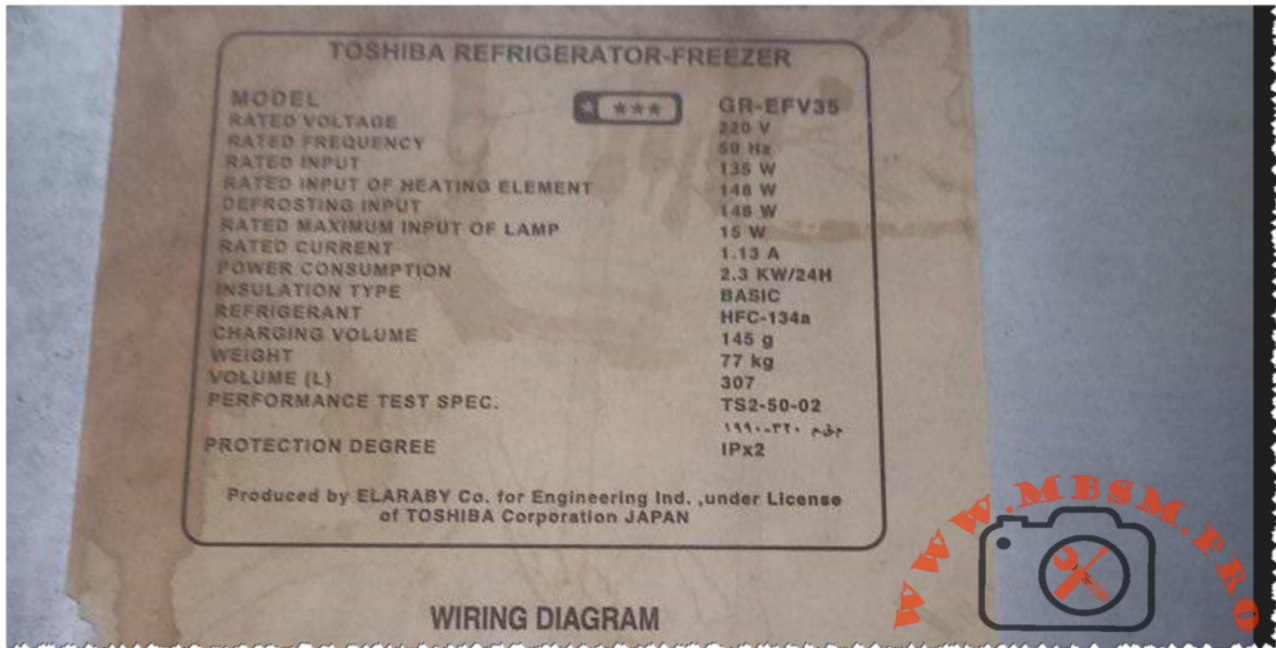 TOSHIBA REFRIGERATOR-FREEZER
MODEL GR-EFV35
RATED VOLTAGE 220 V
RATED FREQUENCY 50 Hz
RATED INPUT 135 W
RATED INPUT OF HEATING ELEMENT 146 W
DEFROSTING INPUT 146 W
RATED MAXIMUM INPUT OF LAMP 15 W
RATED CURRENT 1.13 A
POWER CONSUMPTION 2.3 KW/24H
INSULATION TYPE BASIC
REFRIGERANT HFC-134a
CHARGING VOLUME 145 g
WEIGHT 77 kg
VOLUME (L) 307
PERFORMANCE TEST SPEC. TS2-50-02
م.ق.م ٣٢٠-١٩٩٠
PROTECTION DEGREE IPx2
Produced by ELARABY Co. for Engineering Ind. ,under License
of TOSHIBA Corporation JAPAN
WIRING DIAGRAM
WWW.MBSM.PRO